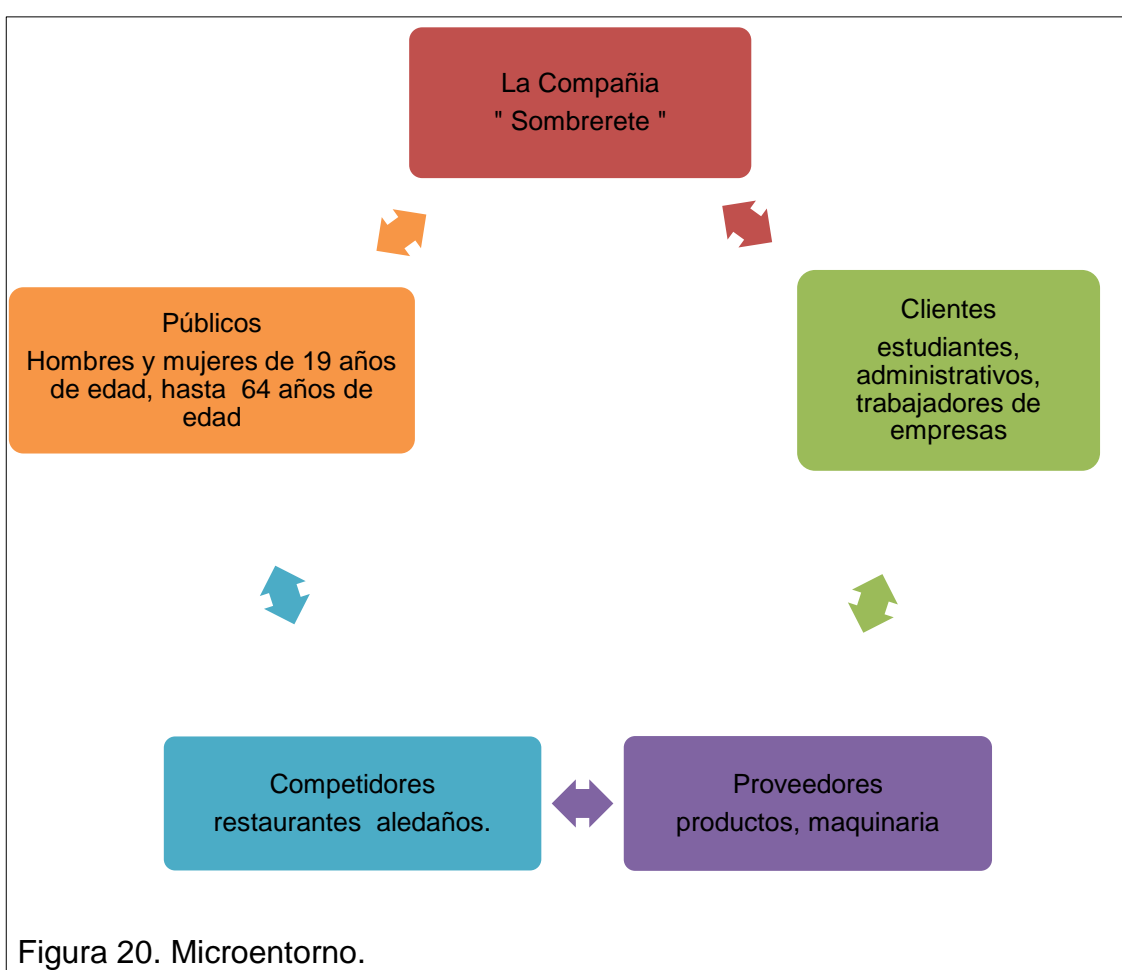 La Compañia
" Sombrerete "
Públicos
Hombres y mujeres de 19 años
de edad, hasta 64 años de
edad
Clientes
estudiantes,
administrativos,
trabajadores de
empresas
Competidores
restaurantes aledaños.
Proveedores
productos, maquinaria
Figura 20. Microentorno.